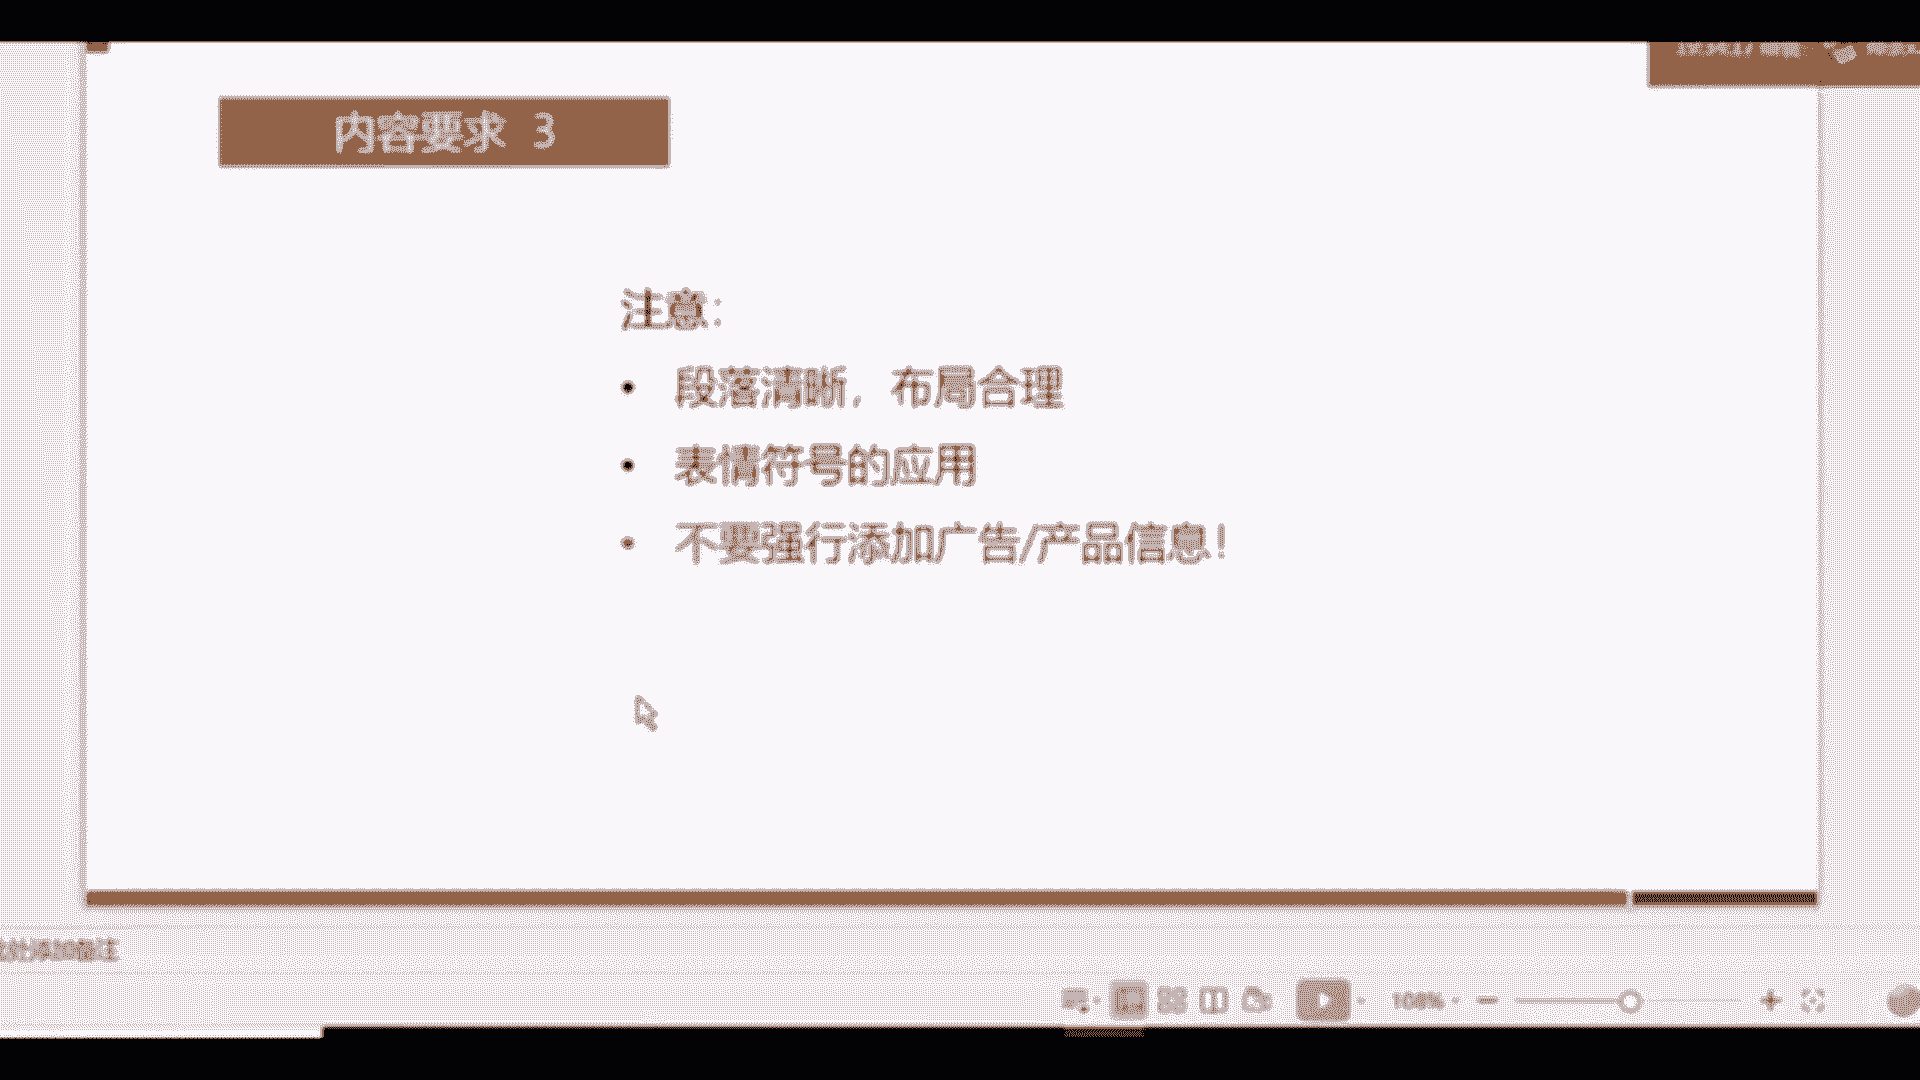 内容要求 3
注意：
• 段落清晰，布局合理
• 表情符号的应用
• 不要强行添加广告/产品信息！
处添加备注
108%